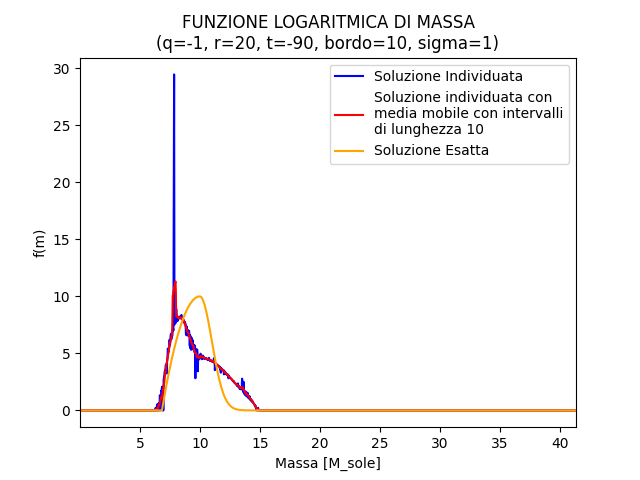 FUNZIONE LOGARITMICA DI MASSA
(q=-1, r=20, t=-90, bordo=10, sigma=1)
Soluzione Individuata
Soluzione individuata con
media mobile con intervalli
di lunghezza 10
Soluzione Esatta
30
25
20
15
10
5
0
f(m)
5
10
15
20
25
30
35
40
Massa [M_sole]